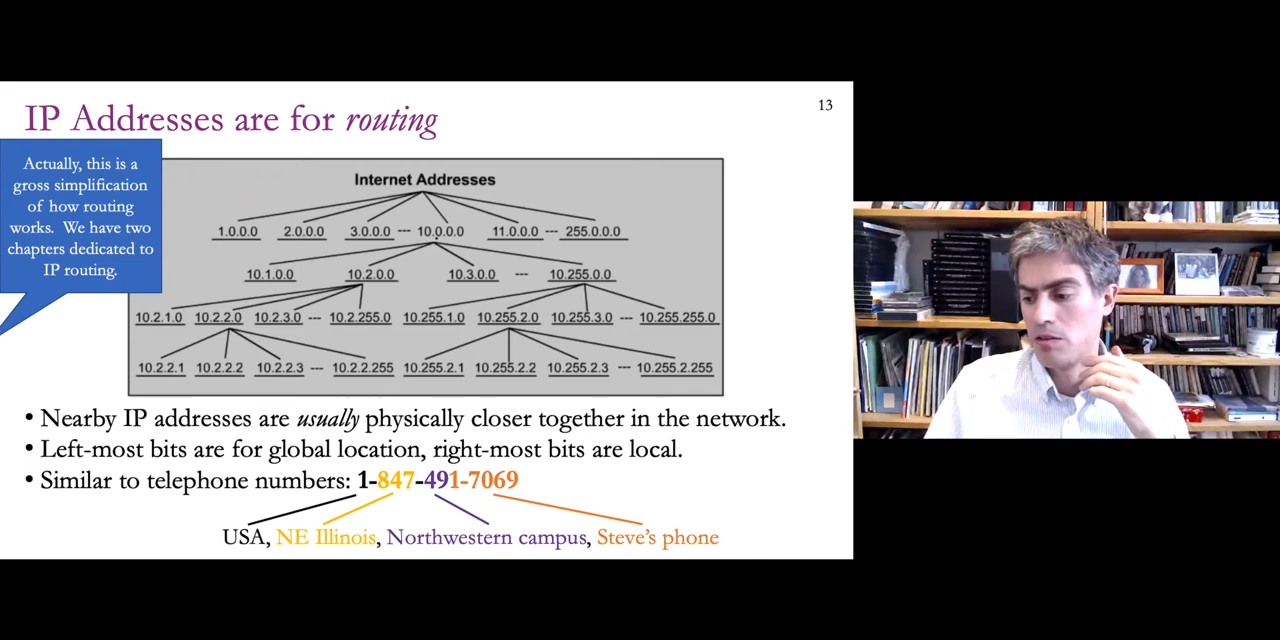 IP Addresses are for routing
13
Actually, this is a
gross simplification
of how routing
works. We have two
chapters dedicated to
IP routing.
Internet Addresses
1.0.0.0 2.0.0.0 3.0.0.0 --- 10.0.0.0 11.0.0.0 --- 255.0.0.0
10.1.0.0 10.2.0.0 10.3.0.0 --- 10.255.0.0
10.2.1.0 10.2.2.0 10.2.3.0 --- 10.2.255.0 10.255.1.0 10.255.2.0 10.255.3.0 --- 10.255.255.0
10.2.2.1 10.2.2.2 10.2.2.3 --- 10.2.2.255 10.255.2.1 10.255.2.2 10.255.2.3 --- 10.255.2.255
• Nearby IP addresses are usually physically closer together in the network.
• Left-most bits are for global location, right-most bits are local.
• Similar to telephone numbers: 1-847-491-7069
USA, NE Illinois, Northwestern campus, Steve's phone